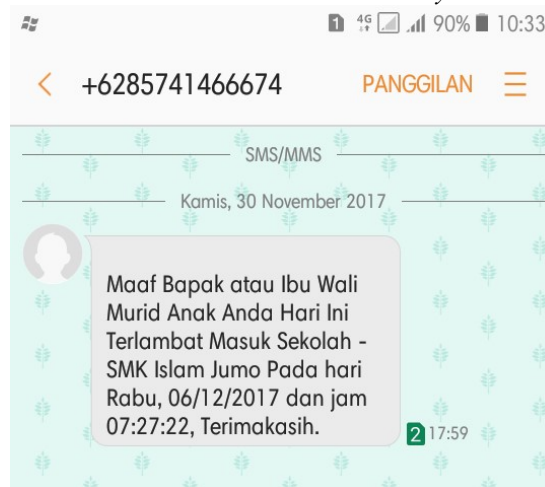 1 4G 90% 10:33
< +6285741466674 PANGGILAN
SMS/MMS
Kamis, 30 November 2017
Maaf Bapak atau Ibu Wali
Murid Anak Anda Hari Ini
Terlambat Masuk Sekolah -
SMK Islam Jumo Pada hari
Rabu, 06/12/2017 dan jam
07:27:22, Terimakasih.
2 17:59